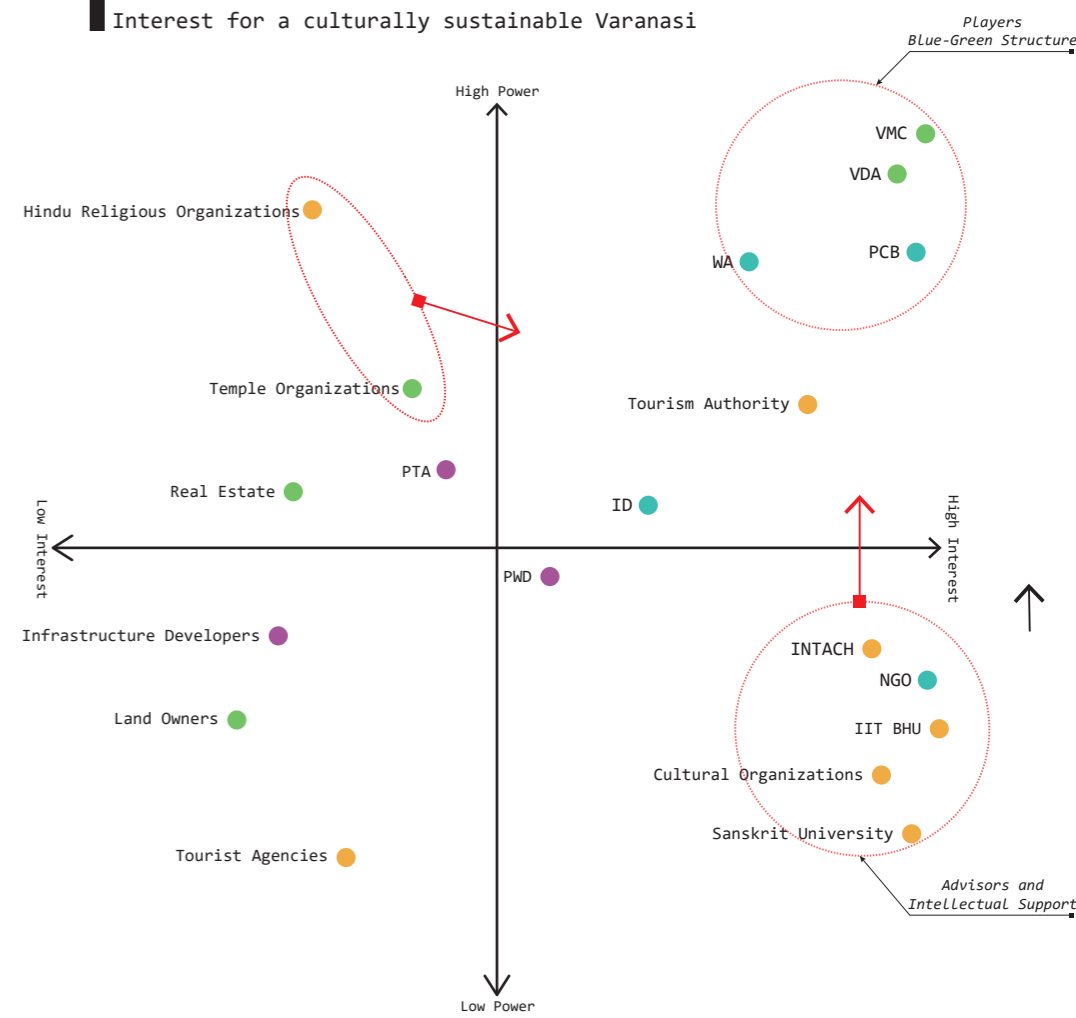 Interest for a culturally sustainable Varanasi
Players
Blue-Green Structure
High Power
VMC
VDA
Hindu Religious Organizations
PCB
WA
Temple Organizations
Tourism Authority
PTA
Real Estate
ID
Low Interest
High Interest
PWD
Infrastructure Developers
INTACH
NGO
Land Owners
IIT BHU
Cultural Organizations
Sanskrit University
Tourist Agencies
Advisors and
Intellectual Support
Low Power